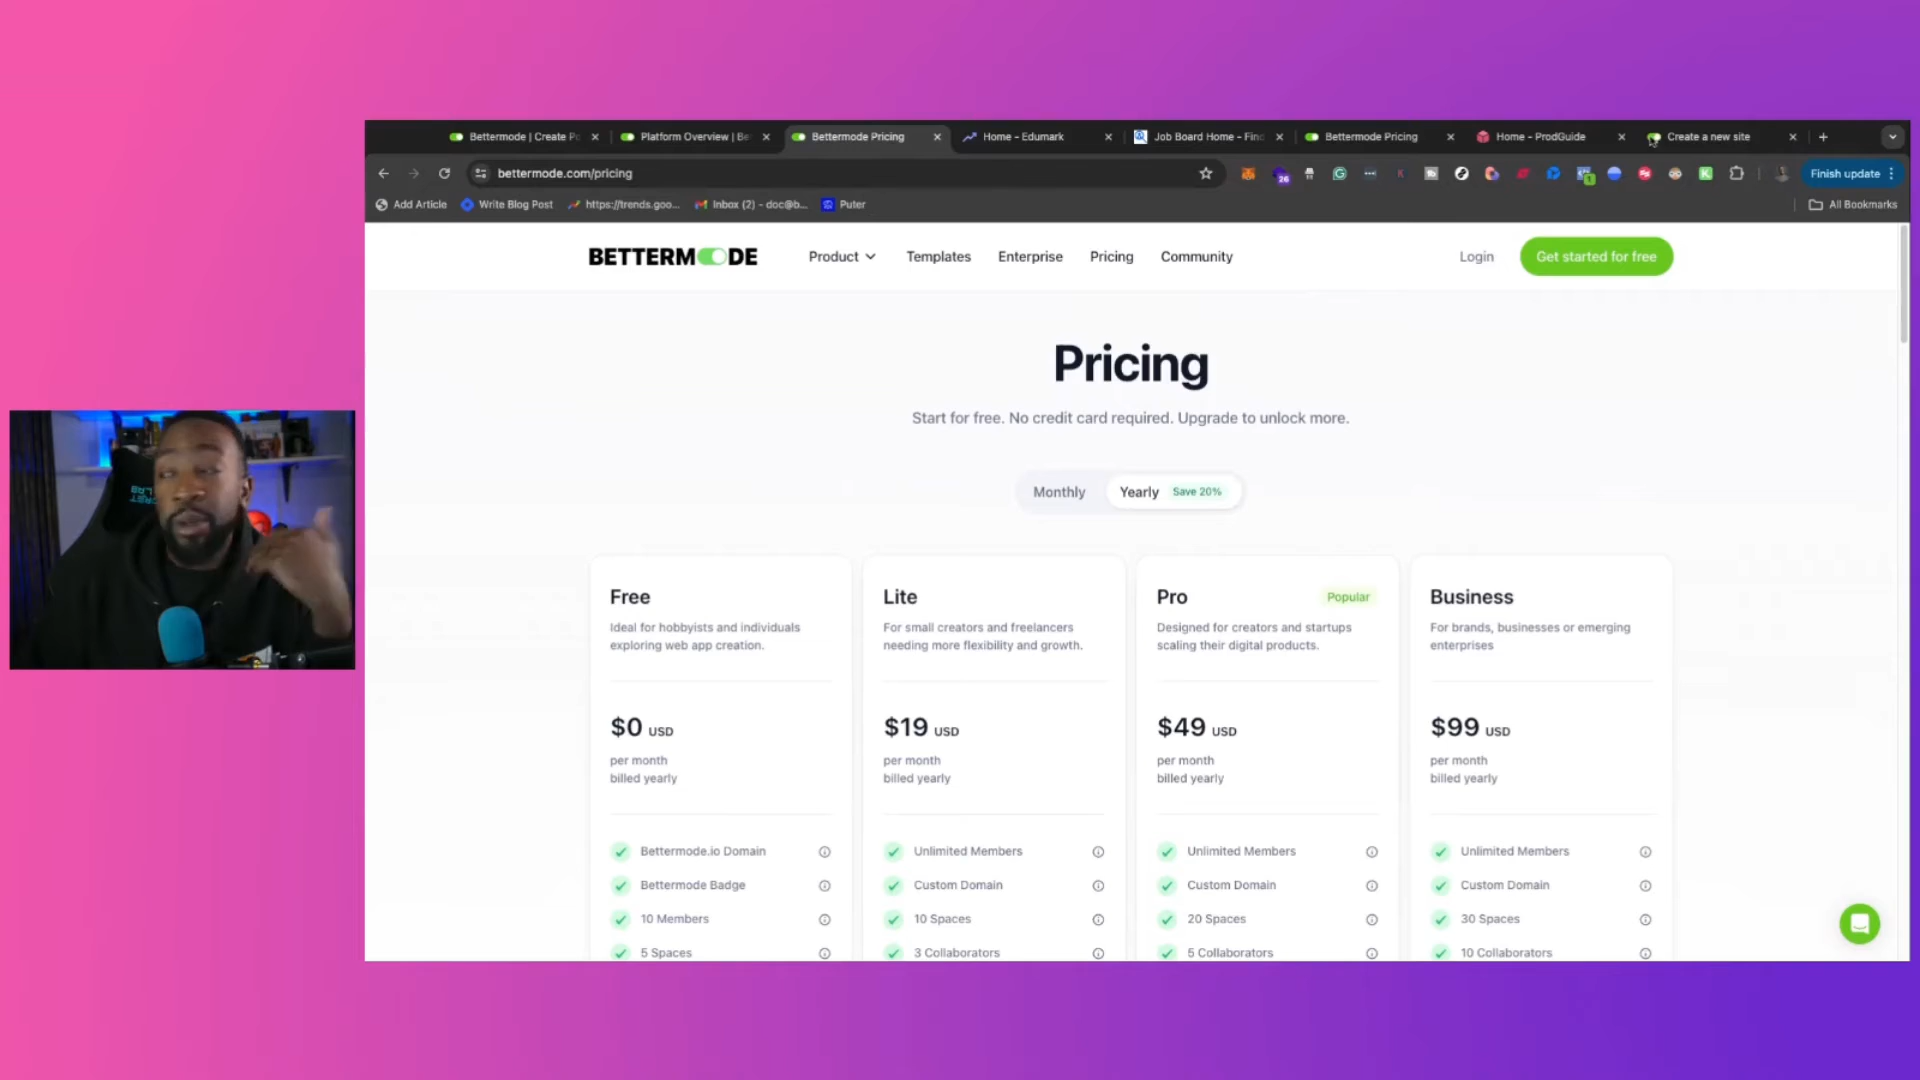 Bettermode | Create Po
Platform Overview | Be
Bettermode Pricing
Home - Edumark
Job Board Home - Find
Bettermode Pricing
Home - ProdGuide
Create a new site
bettermode.com/pricing
26
1
Finish update
Add Article
Write Blog Post
https://trends.goo...
Inbox (2) - doc@b...
Puter
All Bookmarks
BETTERMODE
Product
Templates
Enterprise
Pricing
Community
Login
Get started for free
Pricing
Start for free. No credit card required. Upgrade to unlock more.
Monthly
Yearly
Save 20%
Free
Ideal for hobbyists and individuals
exploring web app creation.
$0 USD
per month
billed yearly
Bettermode.io Domain
Bettermode Badge
10 Members
5 Spaces
Lite
For small creators and freelancers
needing more flexibility and growth.
$19 USD
per month
billed yearly
Unlimited Members
Custom Domain
10 Spaces
3 Collaborators
Pro
Popular
Designed for creators and startups
scaling their digital products.
$49 USD
per month
billed yearly
Unlimited Members
Custom Domain
20 Spaces
5 Collaborators
Business
For brands, businesses or emerging
enterprises
$99 USD
per month
billed yearly
Unlimited Members
Custom Domain
30 Spaces
10 Collaborators